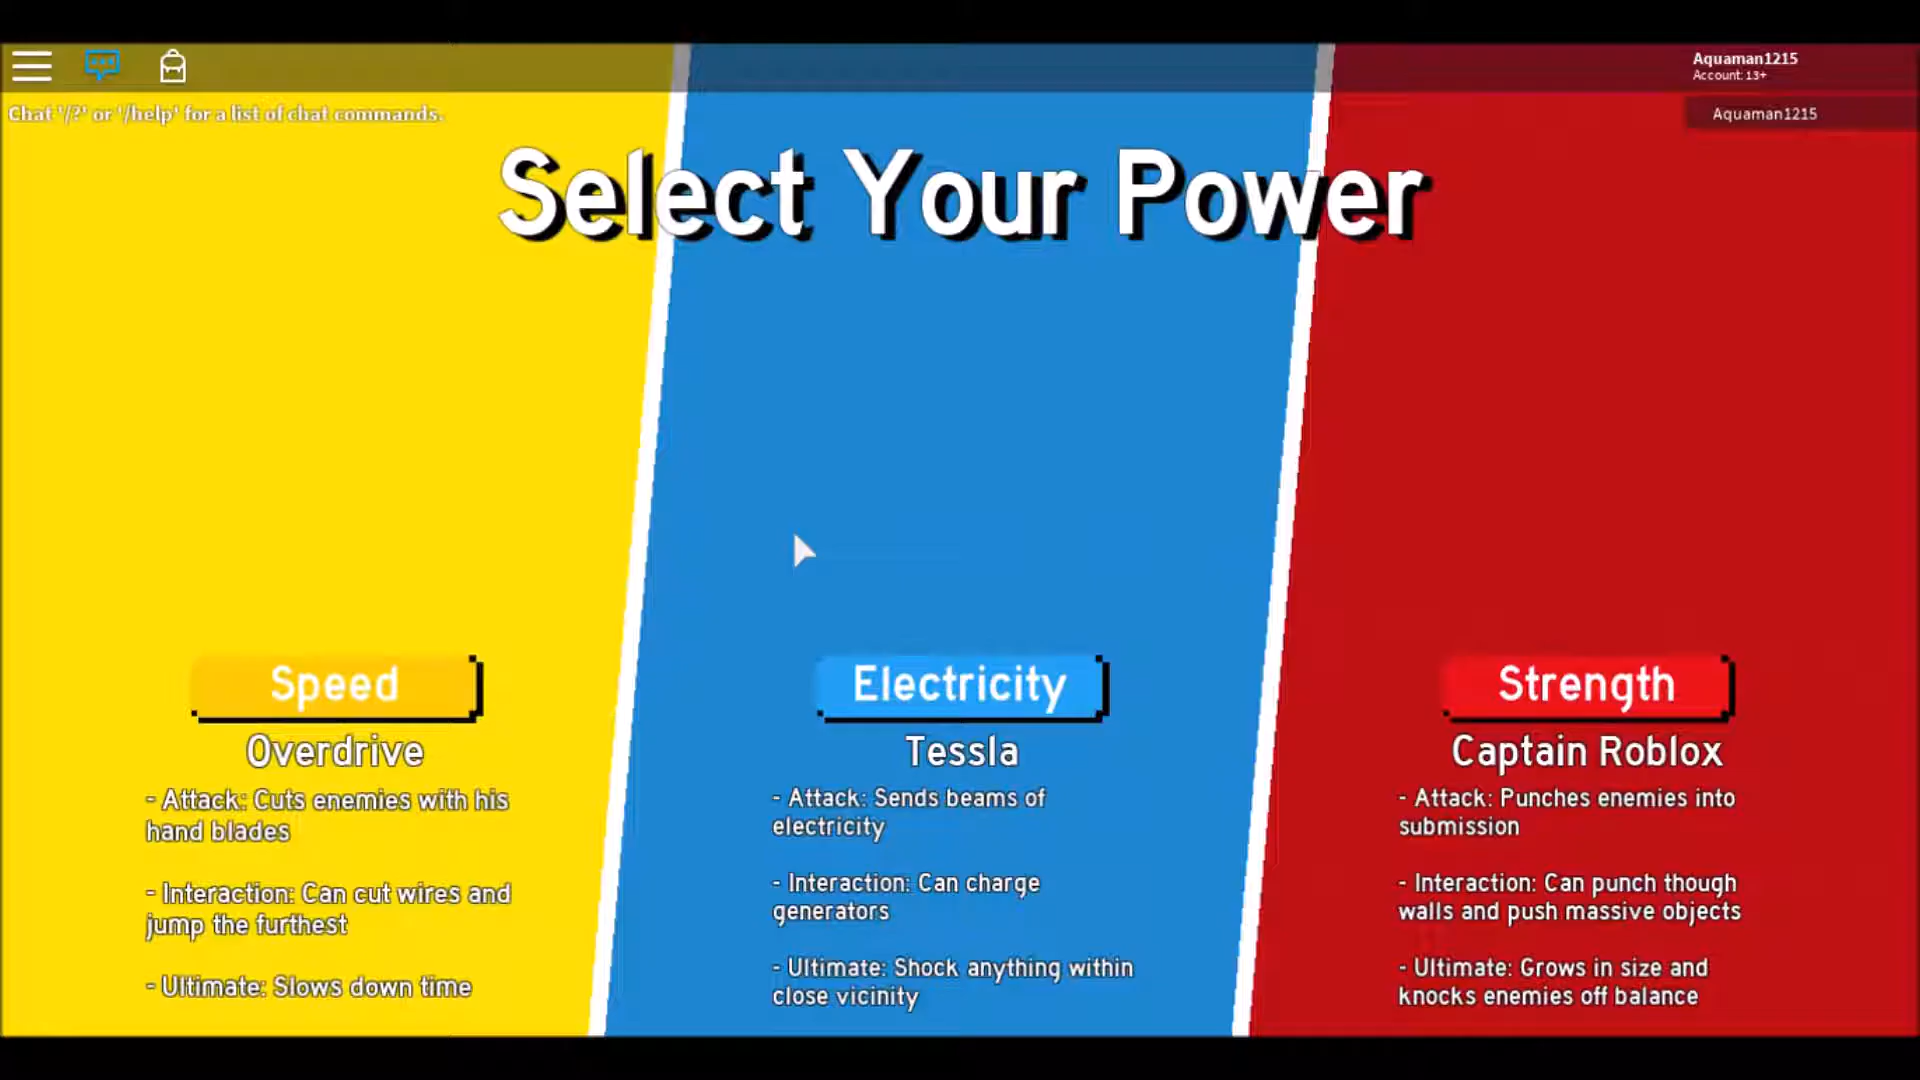 Aquaman1215
Account: 13+
Chat '/?' or '/help' for a list of chat commands.
Aquaman1215
Select Your Power
Speed
Overdrive
- Attack: Cuts enemies with his
hand blades
- Interaction: Can cut wires and
jump the furthest
- Ultimate: Slows down time
Electricity
Tessla
- Attack: Sends beams of
electricity
- Interaction: Can charge
generators
- Ultimate: Shock anything within
close vicinity
Strength
Captain Roblox
- Attack: Punches enemies into
submission
- Interaction: Can punch though
walls and push massive objects
- Ultimate: Grows in size and
knocks enemies off balance